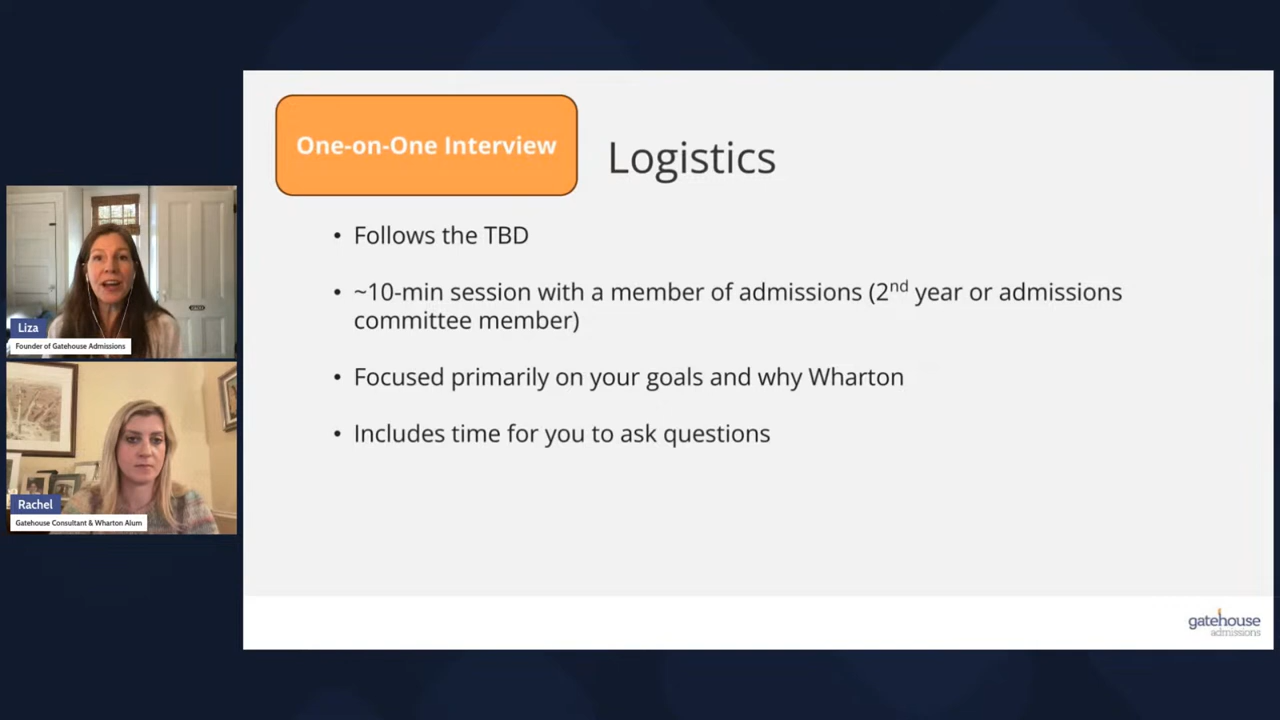 One-on-One Interview
Logistics
• Follows the TBD
• ~10-min session with a member of admissions (2nd year or admissions
committee member)
• Focused primarily on your goals and why Wharton
• Includes time for you to ask questions
Liza
Founder of Gatehouse Admissions
Rachel
Gatehouse Consultant & Wharton Alum
gatehouse
admissions